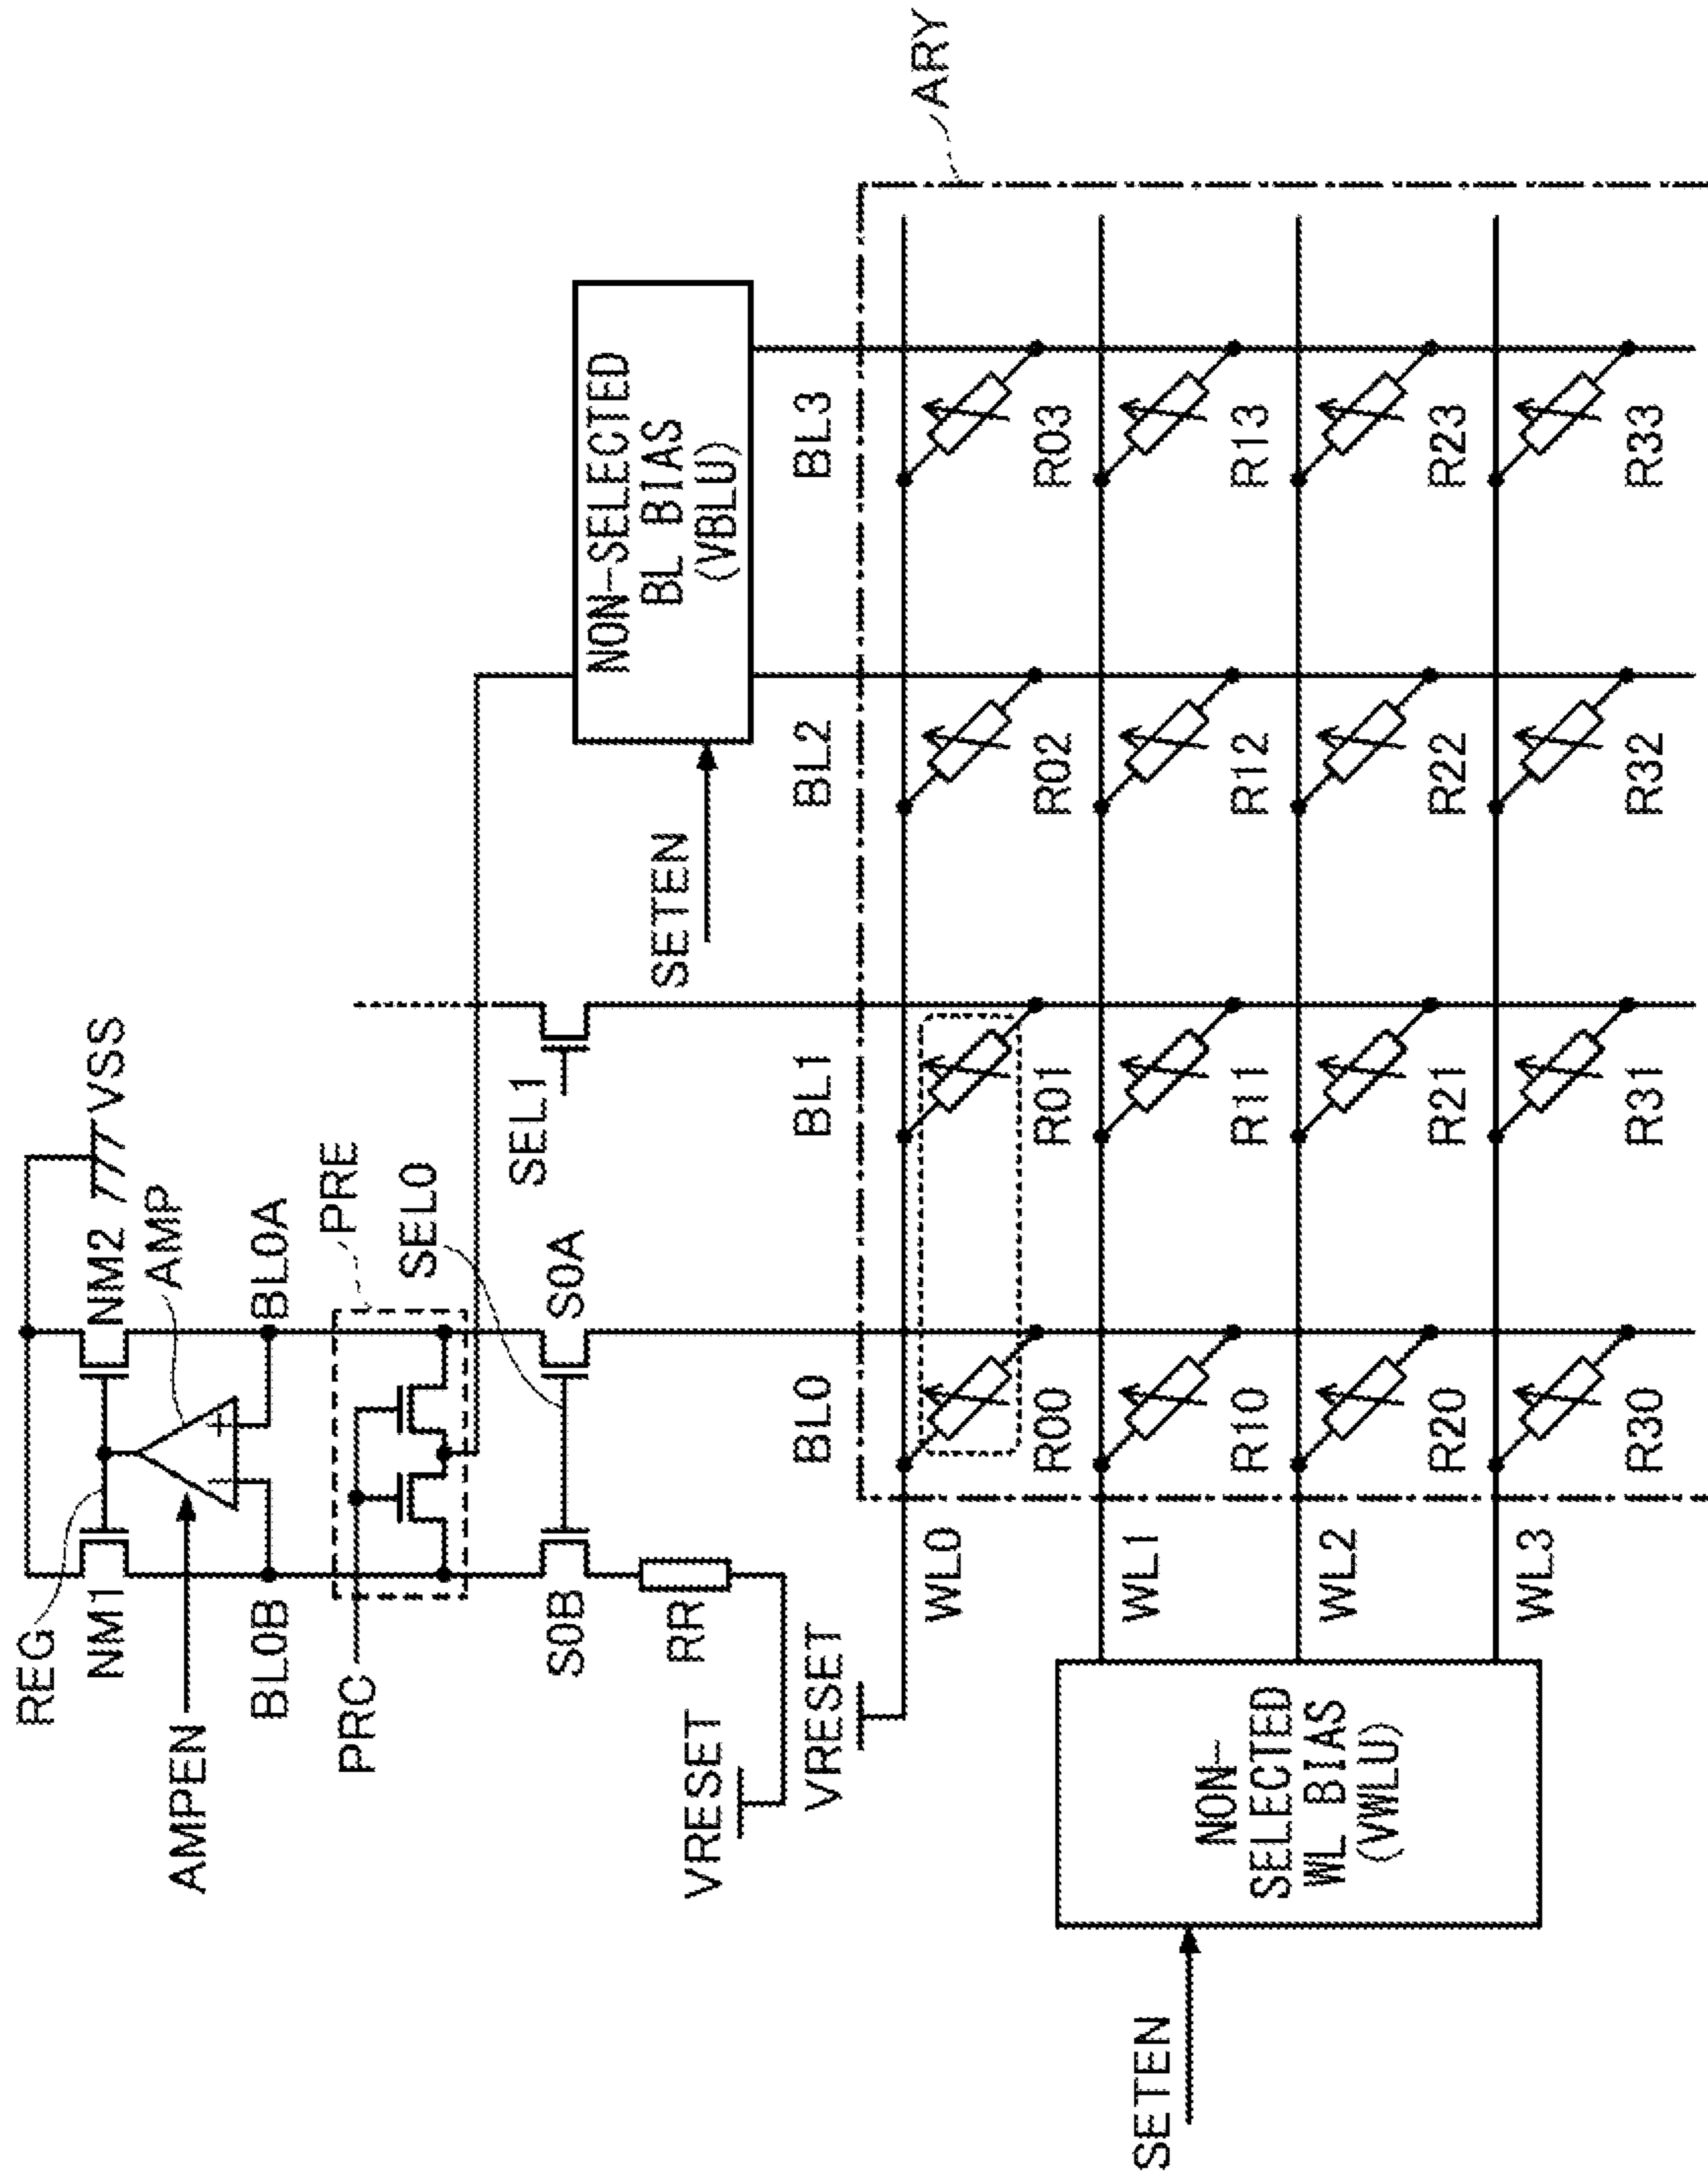 REG
NM1
NM2
VSS
AMP
AMPEN
+
−
BL0B
BL0A
PRE
PRC
SEL0
S0B
S0A
SEL1
RR
VRESET
VRESET
SETEN
NON-SELECTED
BL BIAS
(VBLU)
BL0
BL1
BL2
BL3
ARY
WL0
R00
R01
R02
R03
WL1
R10
R11
R12
R13
WL2
R20
R21
R22
R23
WL3
R30
R31
R32
R33
SETEN
NON-
SELECTED
WL BIAS
(VWLU)